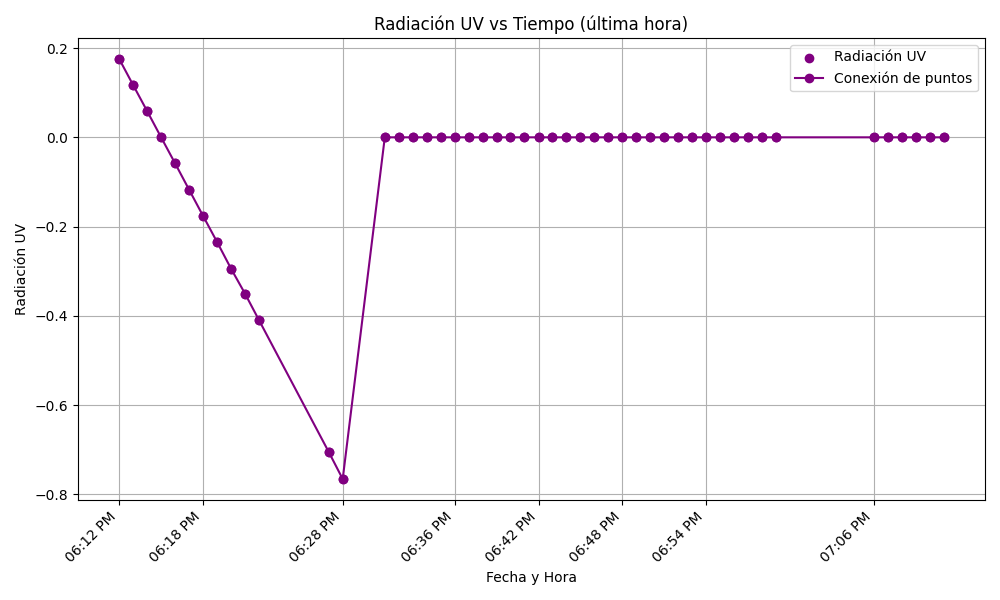 Radiación UV vs Tiempo (última hora)
Radiación UV
Conexión de puntos
0.2
0.0
−0.2
−0.4
−0.6
−0.8
Radiación UV
06:12 PM
06:18 PM
06:28 PM
06:36 PM
06:42 PM
06:48 PM
06:54 PM
07:06 PM
Fecha y Hora